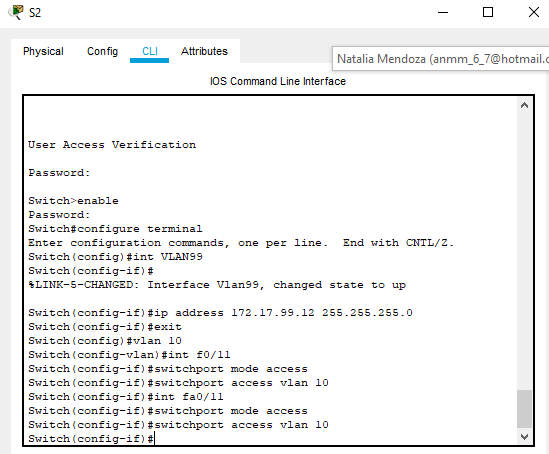 S2
Physical Config CLI Attributes
Natalia Mendoza (anmm_6_7@hotmail.c
IOS Command Line Interface
User Access Verification
Password:
Switch>enable
Password:
Switch#configure terminal
Enter configuration commands, one per line.  End with CNTL/Z.
Switch(config)#int VLAN99
Switch(config-if)#
%LINK-5-CHANGED: Interface Vlan99, changed state to up
Switch(config-if)#ip address 172.17.99.12 255.255.255.0
Switch(config-if)#exit
Switch(config)#vlan 10
Switch(config-vlan)#int f0/11
Switch(config-if)#switchport mode access
Switch(config-if)#switchport access vlan 10
Switch(config-if)#int fa0/11
Switch(config-if)#switchport mode access
Switch(config-if)#switchport access vlan 10
Switch(config-if)#